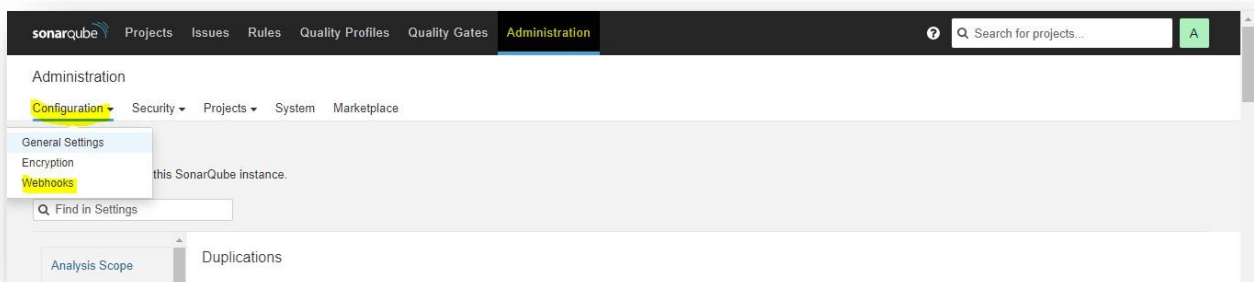 sonarqube Projects Issues Rules Quality Profiles Quality Gates Administration Search for projects... A
Administration
Configuration Security Projects System Marketplace
General Settings
Encryption
this SonarQube instance.
Webhooks
Find in Settings
Analysis Scope
Duplications